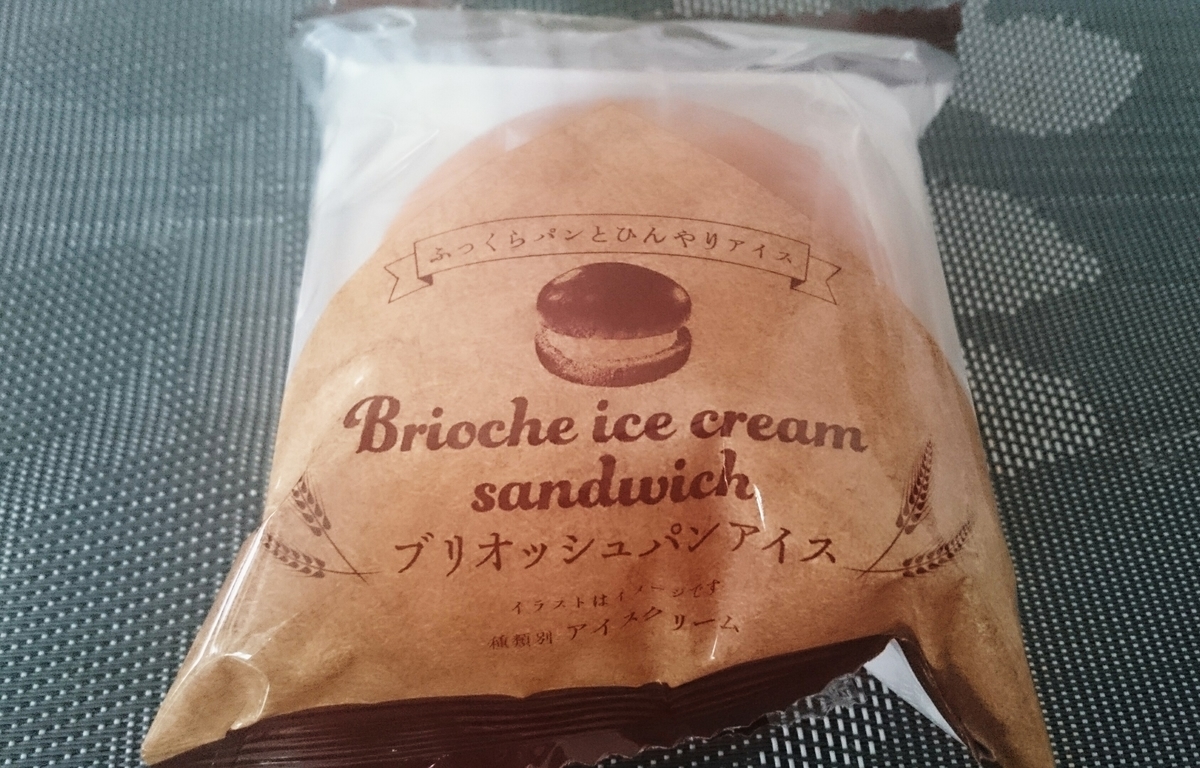 ふっくらパンとひんやりアイス
Brioche ice cream
sandwich
ブリオッシュパンアイス
イラストはイメージです
種類別 アイスクリーム